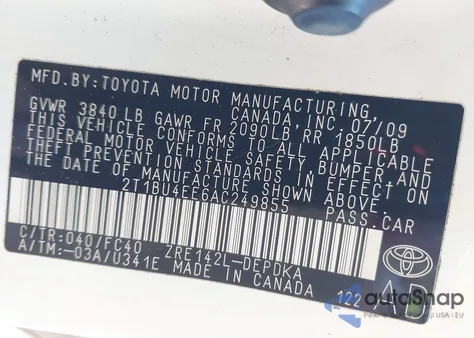 MFD.BY:TOYOTA MOTOR MANUFACTURING,
CANADA, INC. 07/09
GVWR 3840 LB GAWR FR 2090LB RR 1850LB
THIS VEHICLE CONFORMS TO ALL APPLICABLE
FEDERAL MOTOR VEHICLE SAFETY, BUMPER AND
THEFT PREVENTION STANDARDS IN EFFECT ON
THE DATE OF MANUFACTURE SHOWN ABOVE.
2T1BU4EE6AC249855 PASS.CAR
C/TR:040/FC40 ZRE142L-DEPDKA
A/TM:-03A/U341E MADE IN CANADA 122
TOYOTA
autoSnap